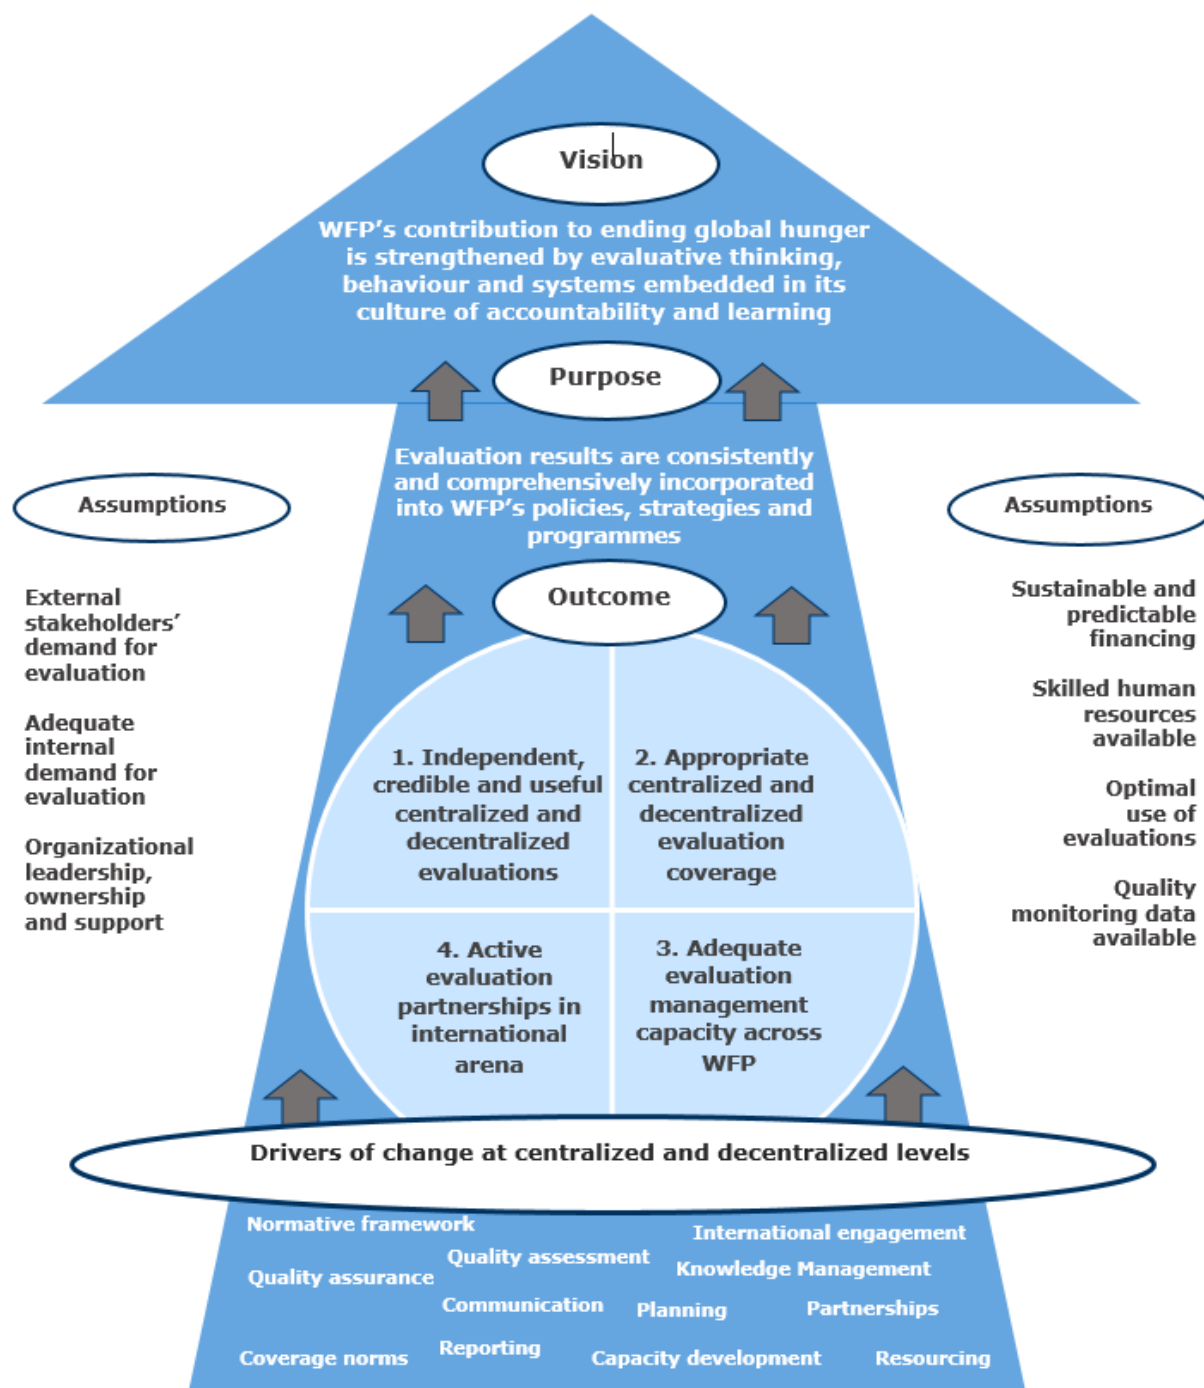 Vision
WFP’s contribution to ending global hunger
is strengthened by evaluative thinking,
behaviour and systems embedded in its
culture of accountability and learning
Purpose
Evaluation results are consistently
and comprehensively incorporated
into WFP’s policies, strategies and
programmes
Assumptions
External
stakeholders’
demand for
evaluation
Adequate
internal
demand for
evaluation
Organizational
leadership,
ownership
and support
Assumptions
Sustainable and
predictable
financing
Skilled human
resources
available
Optimal
use of
evaluations
Quality
monitoring data
available
Outcome
1. Independent,
credible and useful
centralized and
decentralized
evaluations
2. Appropriate
centralized and
decentralized
evaluation
coverage
4. Active
evaluation
partnerships in
international
arena
3. Adequate
evaluation
management
capacity across
WFP
Drivers of change at centralized and decentralized levels
Normative framework
International engagement
Quality assessment
Knowledge Management
Quality assurance
Communication
Planning
Partnerships
Reporting
Coverage norms
Capacity development
Resourcing